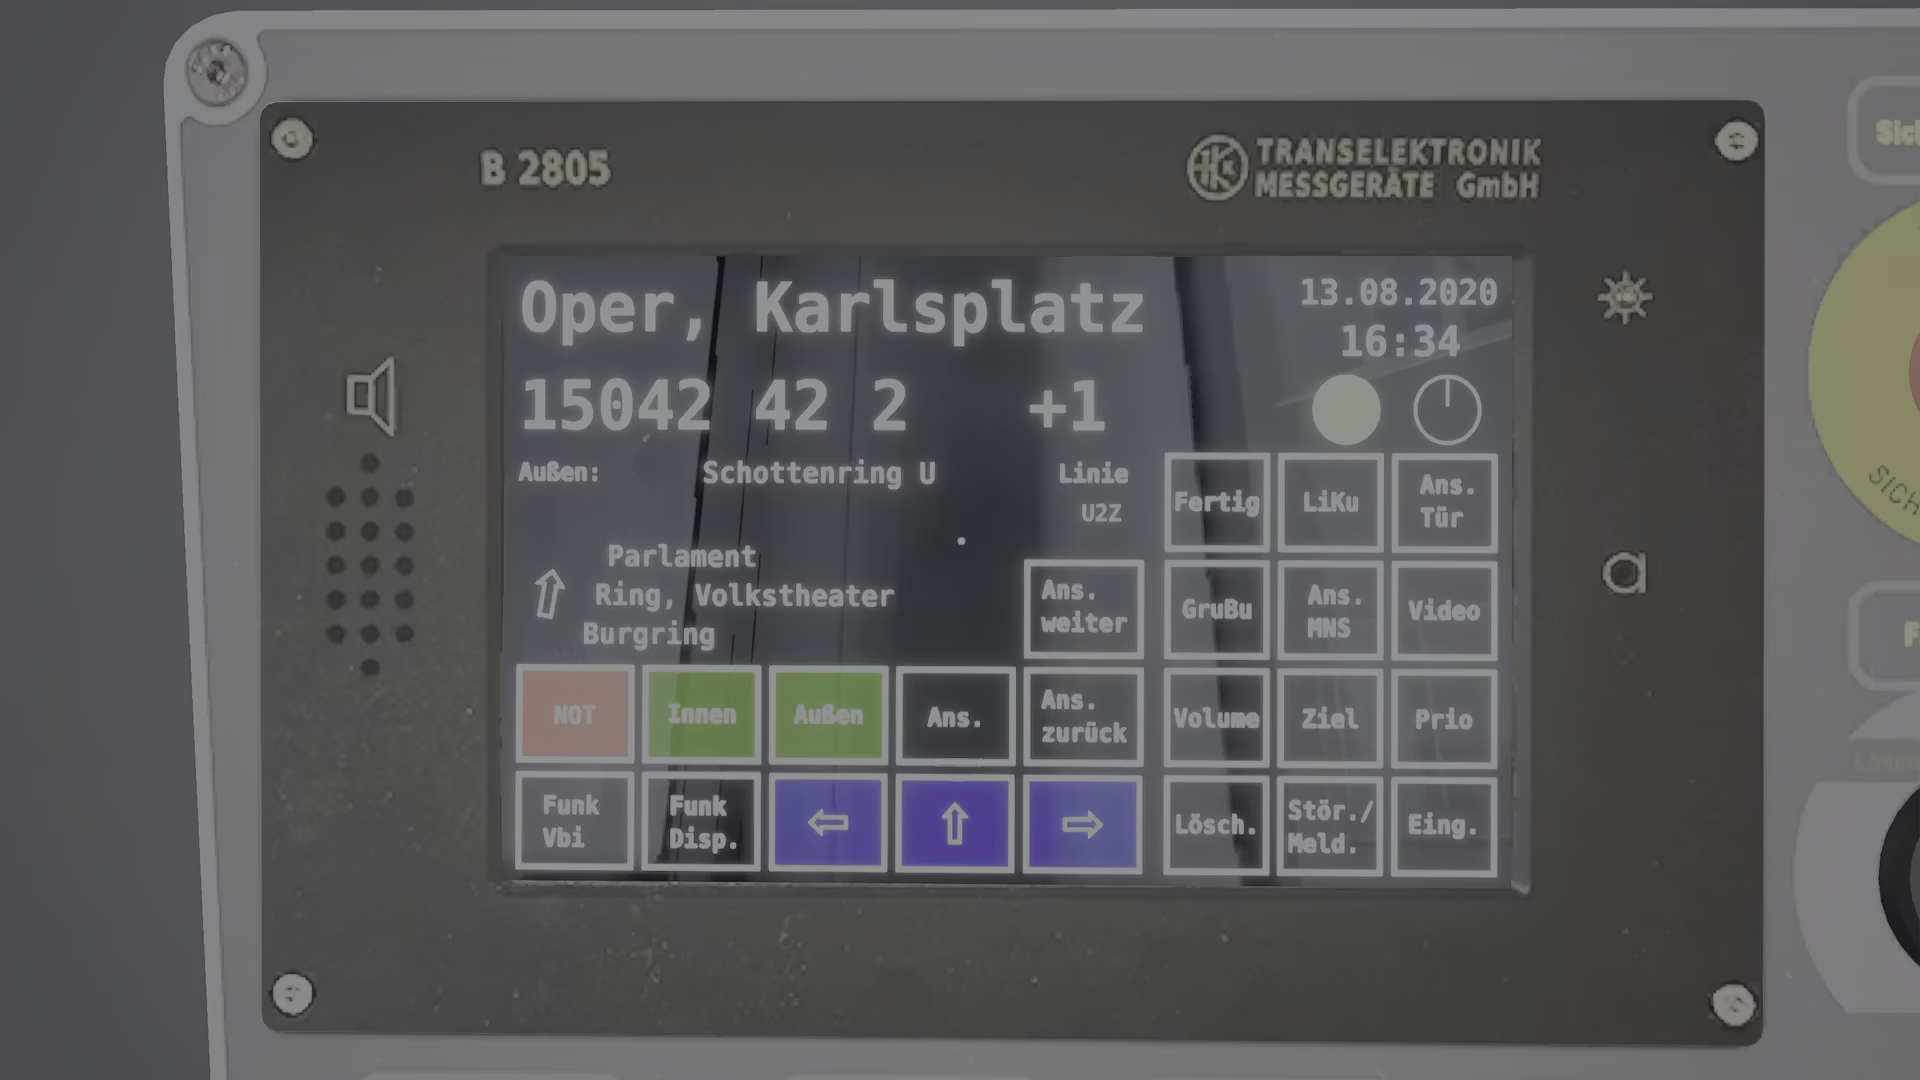 B 2805
TRANSELEKTRONIK
MESSGERÄTE GmbH
Oper, Karlsplatz
13.08.2020
16:34
15042 42 2 +1
Außen: Schottenring U Linie
U2Z
Parlament
Ring, Volkstheater
Burgring
Fertig
LiKu
Ans.
Tür
Ans.
weiter
GruBu
Ans.
MNS
Video
NOT
Innen
Außen
Ans.
Ans.
zurück
Volume
Ziel
Prio
Funk
Vbi
Funk
Disp.
Lösch.
Stör./
Meld.
Eing.